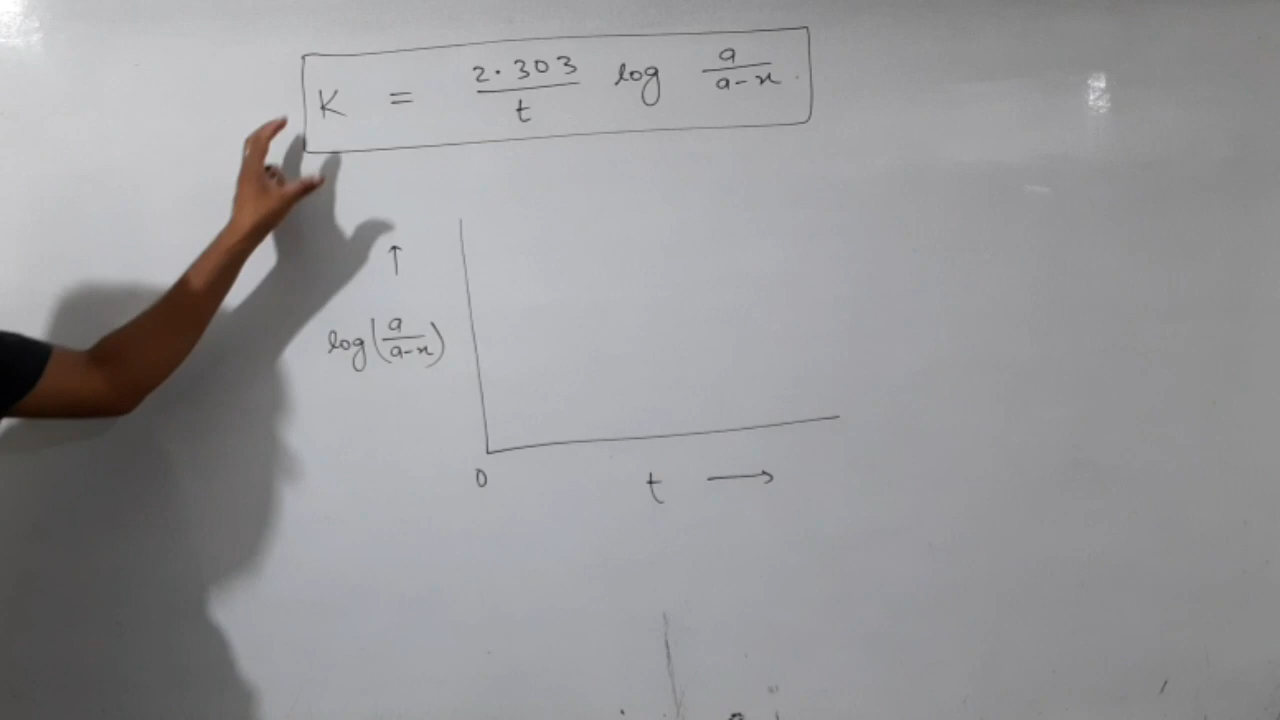 K = 2.303/t log a/a-x
↑
log(a/a-x)
0 t →